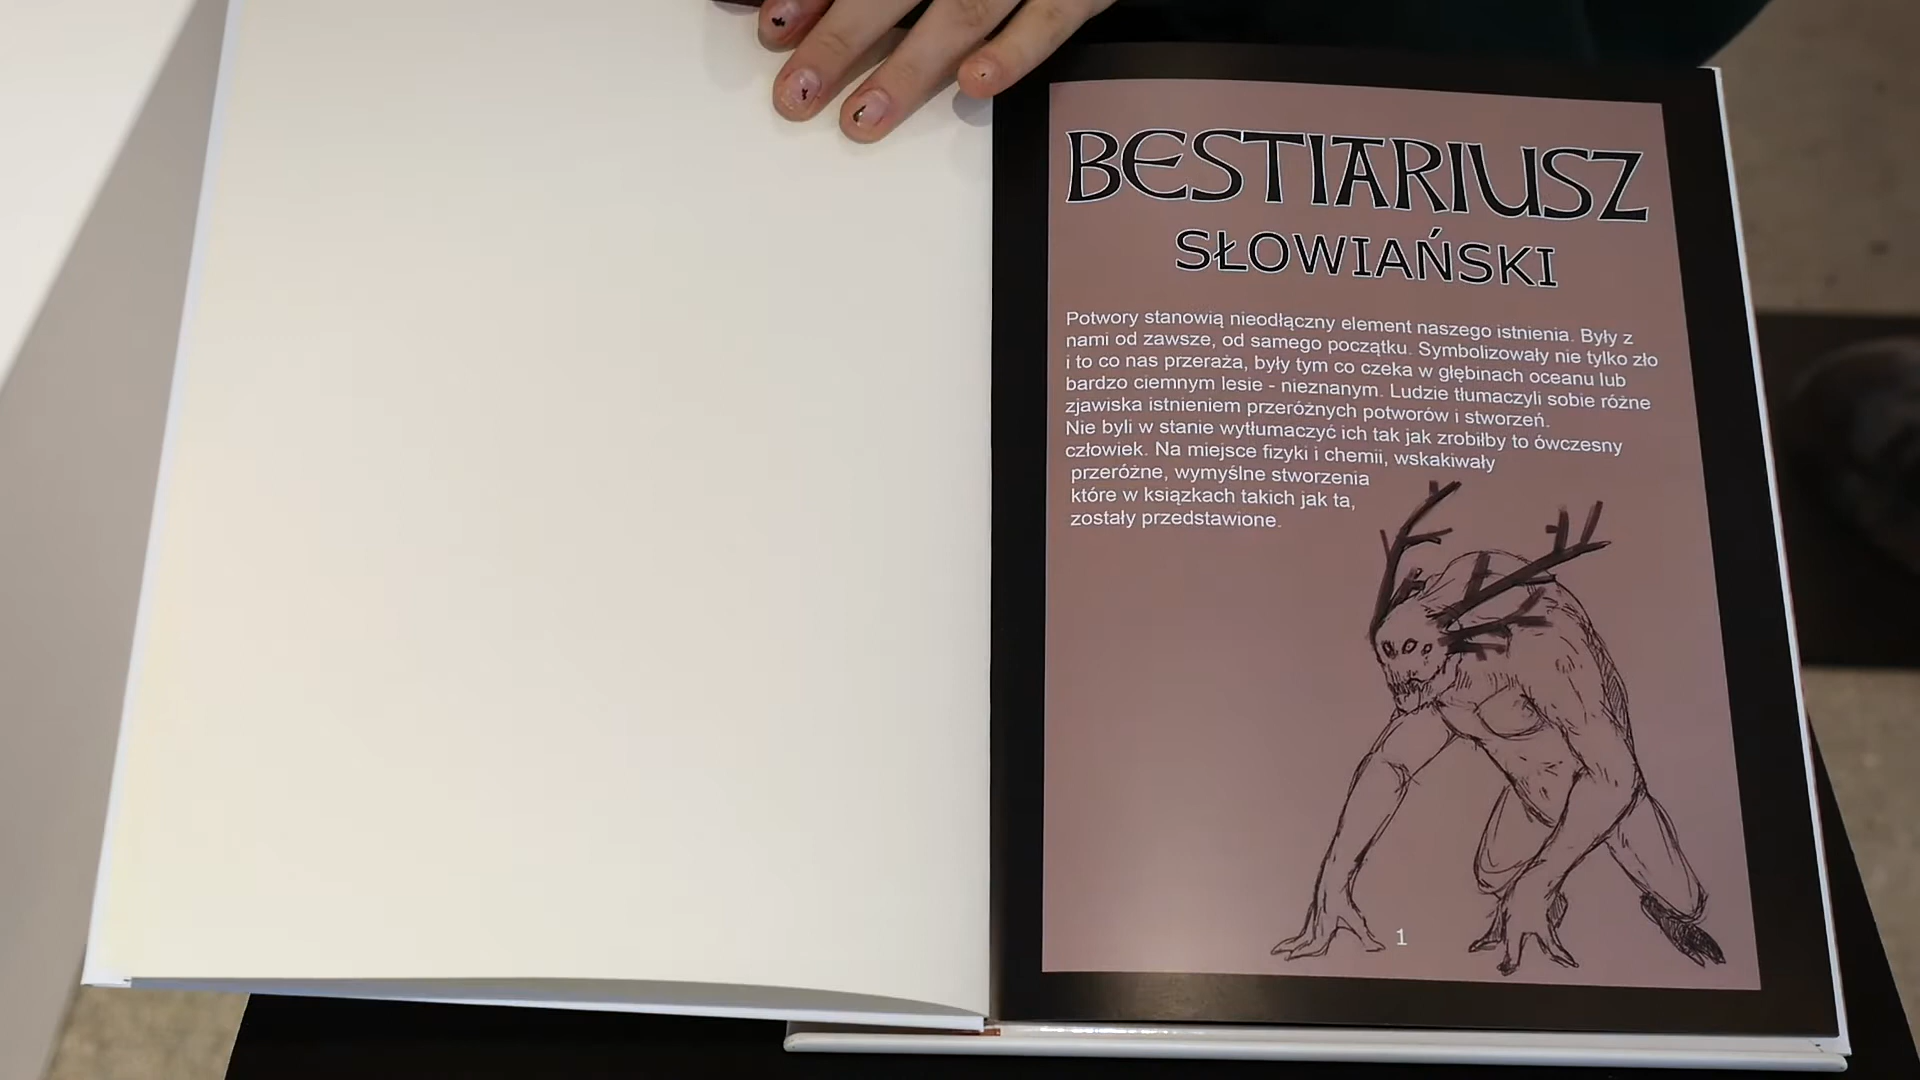 BESTIARIUSZ
SŁOWIAŃSKI
Potwory stanowią nieodłączny element naszego istnienia. Były z
nami od zawsze, od samego początku. Symbolizowały nie tylko zło
i to co nas przeraża, były tym co czeka w głębinach oceanu lub
bardzo ciemnym lesie - nieznanym. Ludzie tłumaczyli sobie różne
zjawiska istnieniem przeróżnych potworów i stworzeń.
Nie byli w stanie wytłumaczyć ich tak jak zrobiłby to ówczesny
człowiek. Na miejsce fizyki i chemii, wskakiwały
przeróżne, wymyślne stworzenia
które w książkach takich jak ta,
zostały przedstawione.
1